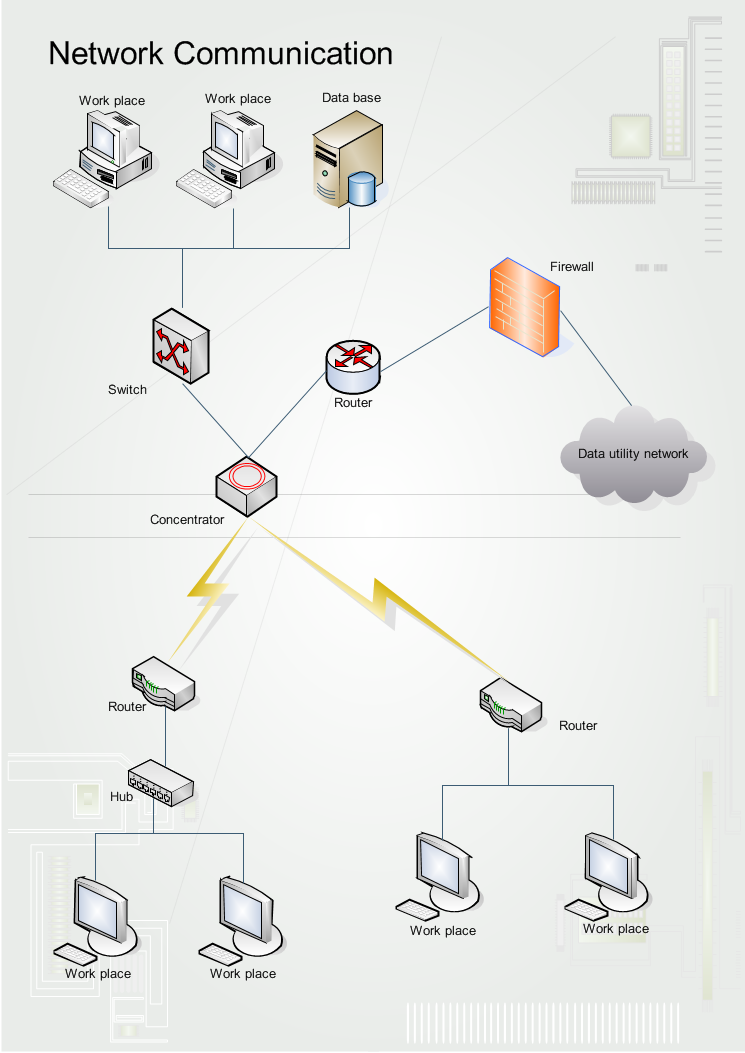 Network Communication
Work place
Work place
Data base
Firewall
Switch
Router
Data utility network
Concentrator
Router
Router
Hub
Work place
Work place
Work place
Work place